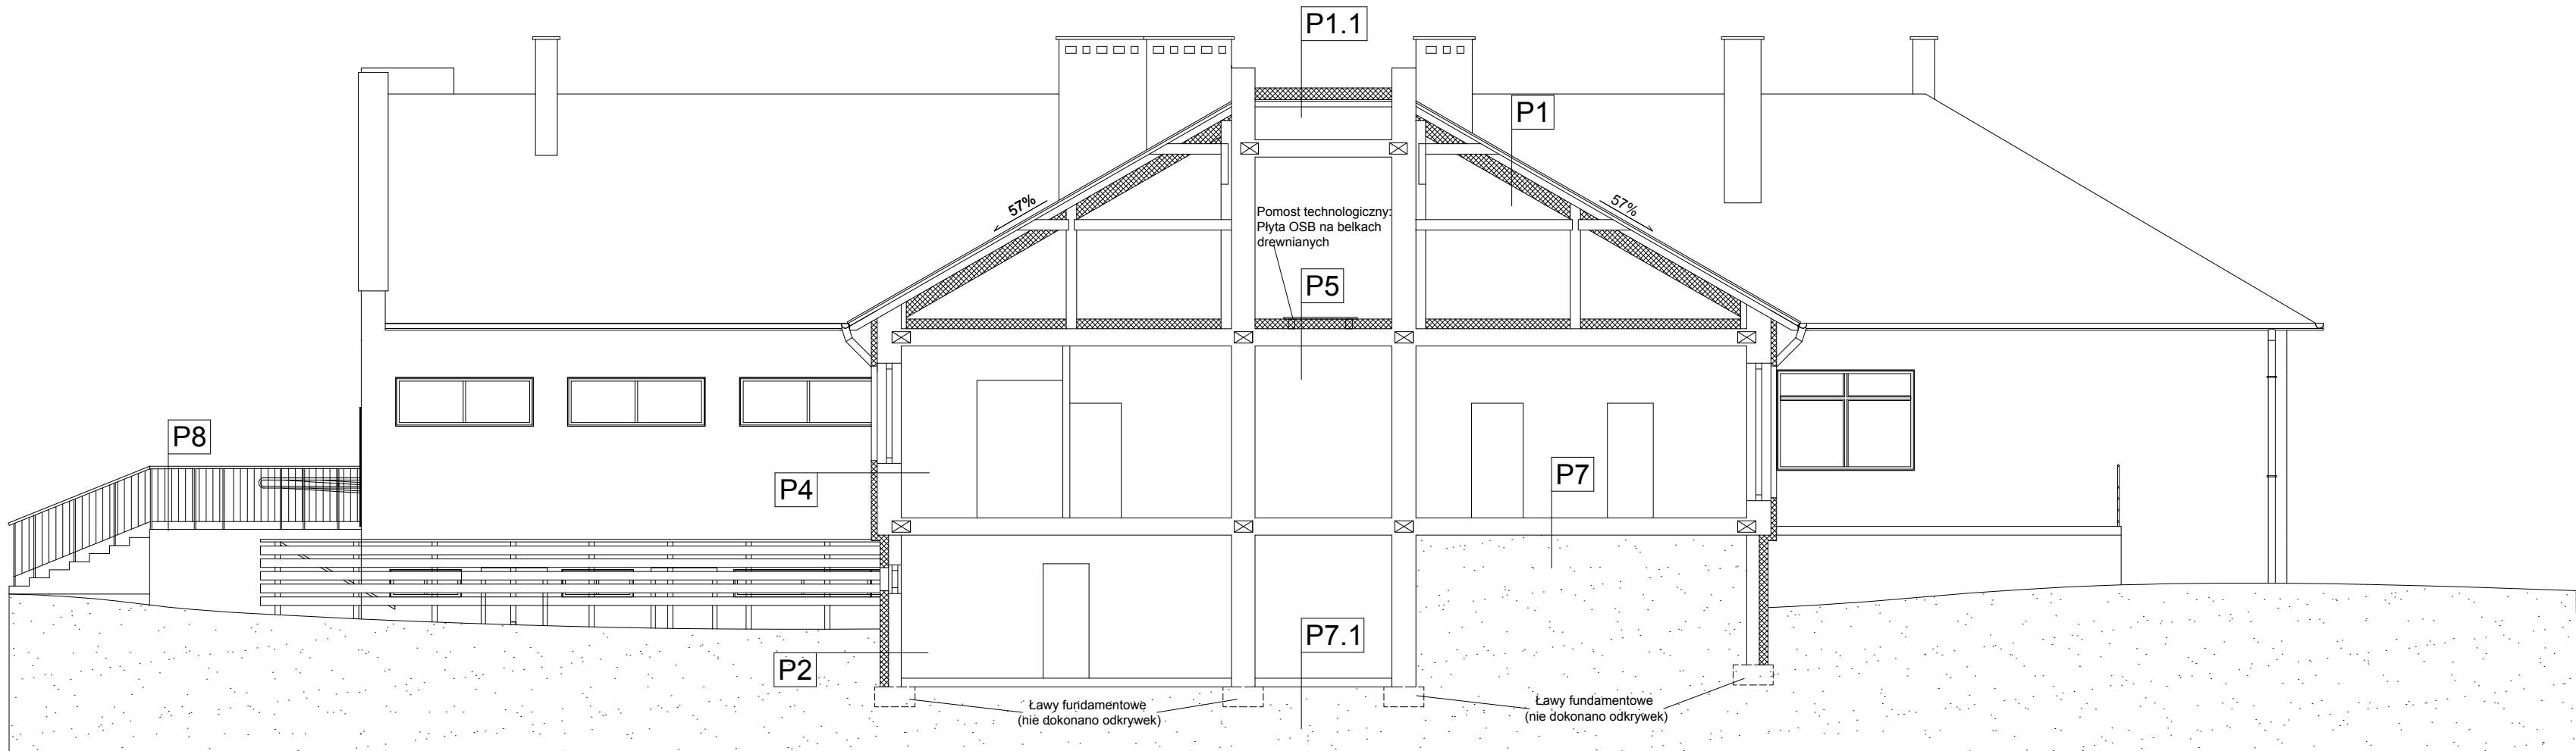 P1.1
P1
57%
57%
Pomost technologiczny:
Płyta OSB na belkach
drewnianych
P5
P8
P4
P7
P7.1
P2
Ławy fundamentowe
(nie dokonano odkrywek)
Ławy fundamentowe
(nie dokonano odkrywek)